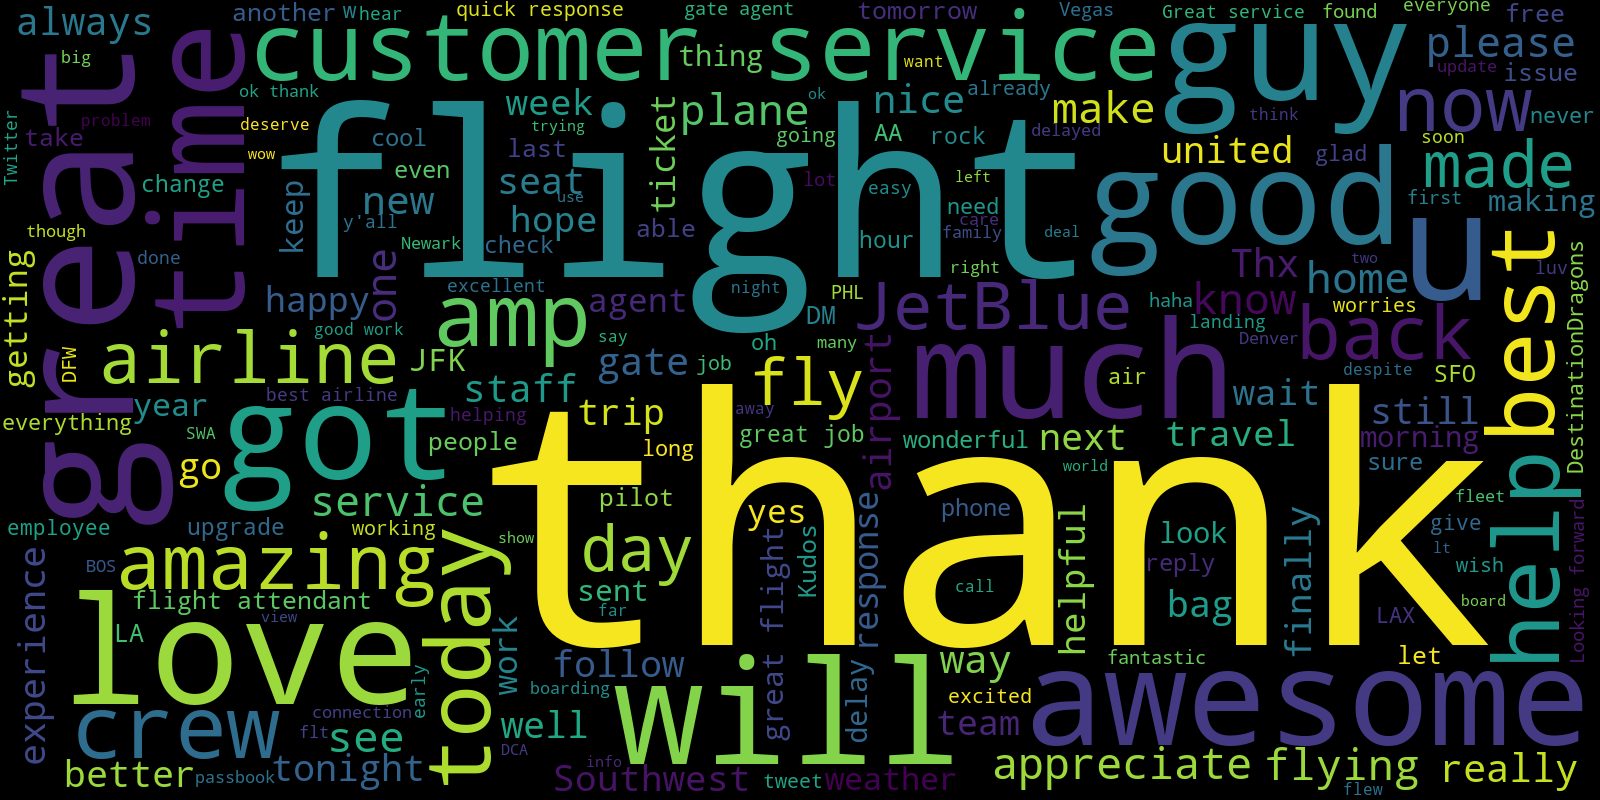 always
another
w
hear
quick response
gate agent
tomorrow
Vegas
Great service
found
everyone
free
big
great
time
customer service
thing
want
guy
please
update
issue
ok thank
week
plane
ok
nice
already
make
now
never
Twitter
take
problem
deserve
wow
flight
cool
trying
last
ticket
going
AA
rock
delayed
think
united
glad
soon
made
change
keep
even
new
seat
use
hope
y'all
able
lot
easy
left
need
care
family
deal
good
first
making
u
though
done
getting
Newark
check
hour
right
night
two
luv
Thx
home
worries
best
happy
one
excellent
amp
agent
PHL
DM
JetBlue
haha
know
landing
Denver
back
DestinationDragons
good work
say
oh
many
airline
DFW
JFK
gate
job
fly
airport
much
air
wait
despite
SFO
best airline
staff
everything
year
SWA
got
helping
trip
away
great job
wonderful
next
travel
still
morning
go
people
long
world
sure
help
service
pilot
yes
response
phone
thank
look
fleet
employee
upgrade
working
show
day
Kudos
helpful
reply
finally
give
lt
wish
Looking forward
experience
BOS
amazing
today
sent
great flight
call
bag
board
LAX
flight attendant
far
LA
love
view
work
follow
delay
way
fantastic
let
early
boarding
will
excited
awesome
crew
connection
flt
see
well
team
DCA
better
passbook
tonight
info
Southwest
tweet
weather
appreciate
flying
flew
really